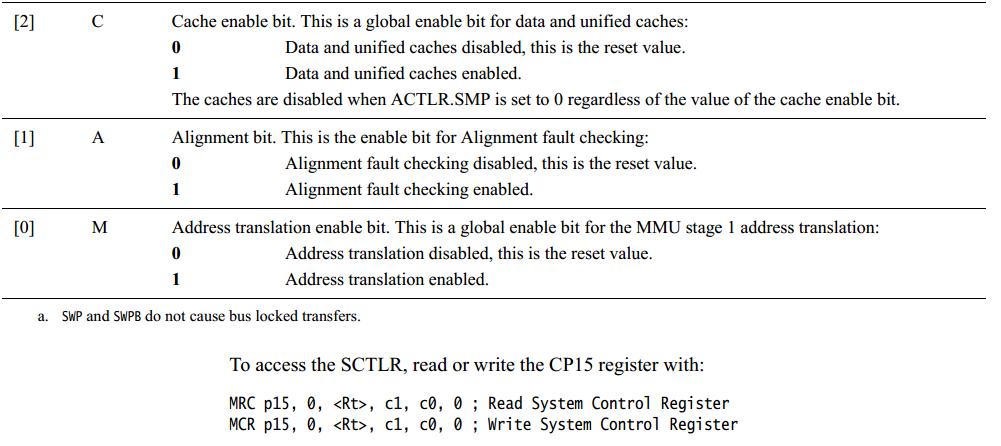 [2] C Cache enable bit. This is a global enable bit for data and unified caches:
0 Data and unified caches disabled, this is the reset value.
1 Data and unified caches enabled.
The caches are disabled when ACTLR.SMP is set to 0 regardless of the value of the cache enable bit.
[1] A Alignment bit. This is the enable bit for Alignment fault checking:
0 Alignment fault checking disabled, this is the reset value.
1 Alignment fault checking enabled.
[0] M Address translation enable bit. This is a global enable bit for the MMU stage 1 address translation:
0 Address translation disabled, this is the reset value.
1 Address translation enabled.
a. SWP and SWPB do not cause bus locked transfers.
To access the SCTLR, read or write the CP15 register with:
MRC p15, 0, <Rt>, c1, c0, 0 ; Read System Control Register
MCR p15, 0, <Rt>, c1, c0, 0 ; Write System Control Register